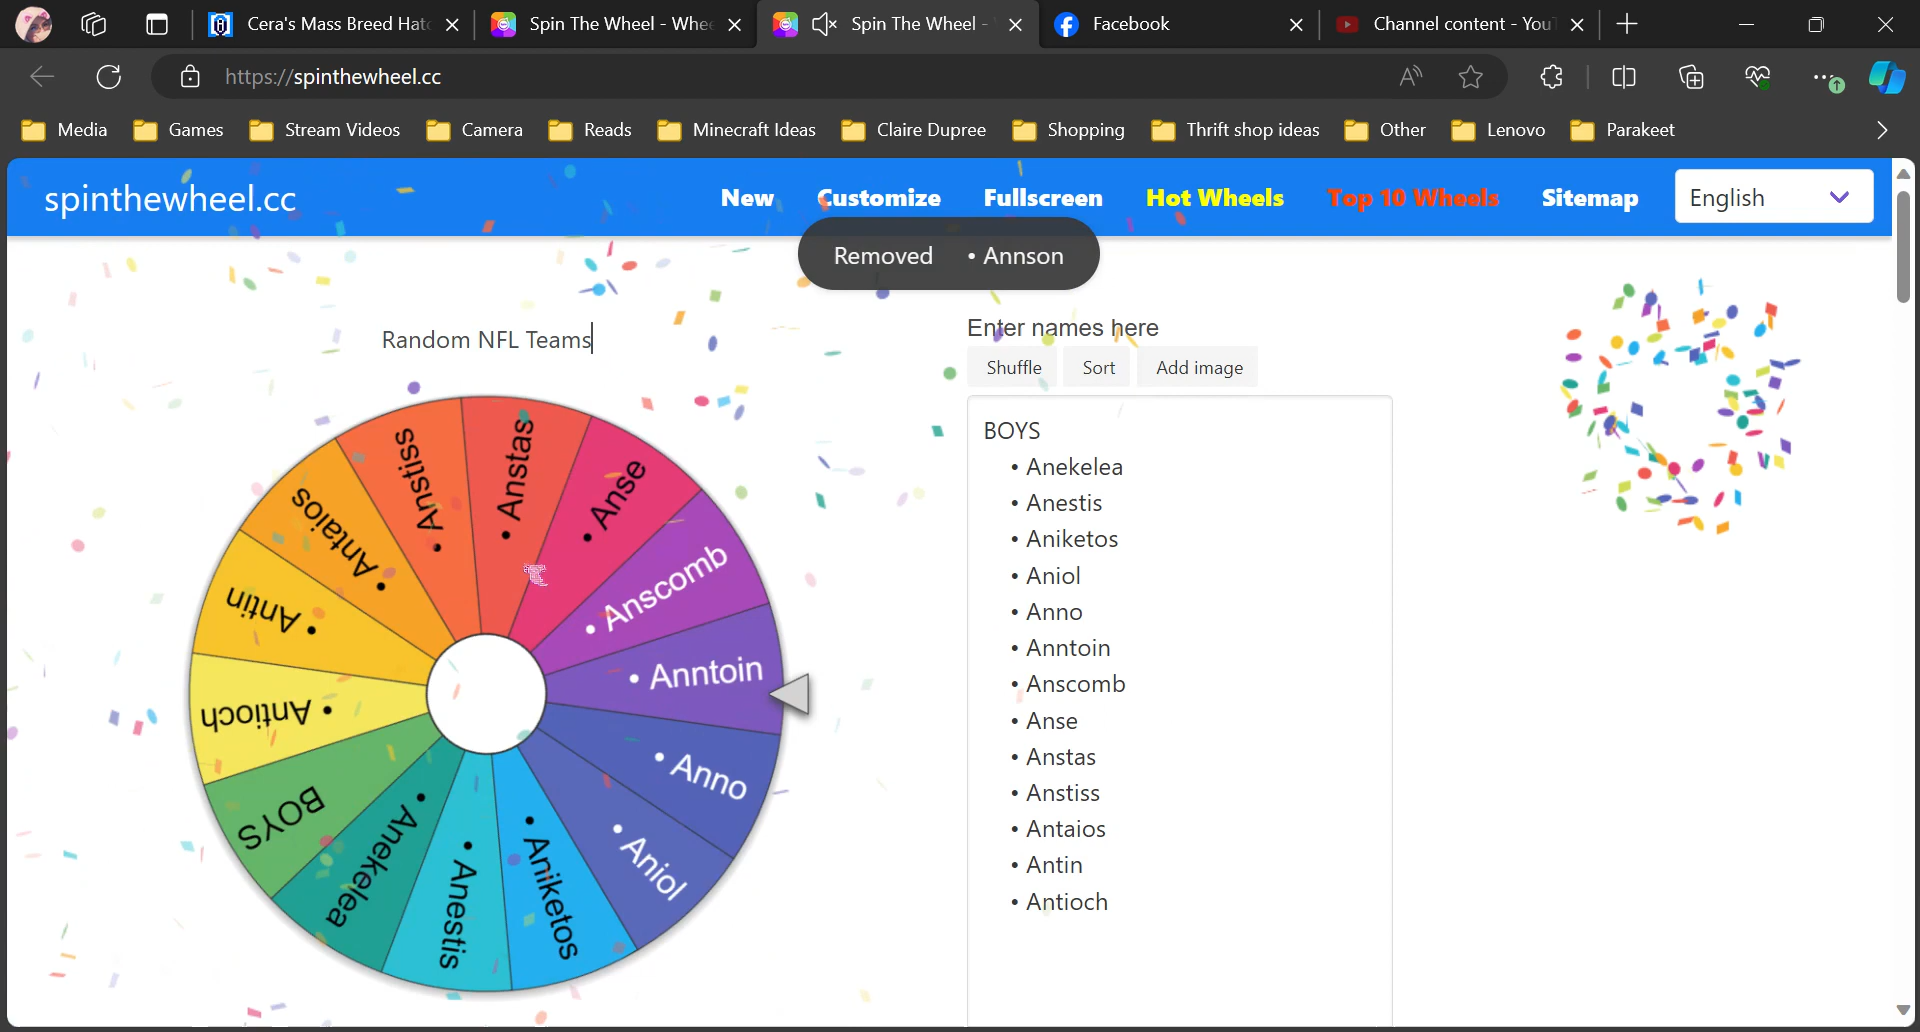 Cera's Mass Breed Hatc
Spin The Wheel - Whee
Spin The Wheel -
Facebook
Channel content - YouT
https://spinthewheel.cc
Media
Games
Stream Videos
Camera
Reads
Minecraft Ideas
Claire Dupree
Shopping
Thrift shop ideas
Other
Lenovo
Parakeet
spinthewheel.cc
New
Customize
Fullscreen
Hot Wheels
Top 10 Wheels
Sitemap
English
Removed • Annson
Random NFL Teams
Enter names here
Shuffle
Sort
Add image
BOYS
• Anekelea
• Anestis
• Aniketos
• Aniol
• Anno
• Anntoin
• Anscomb
• Anse
• Anstas
• Anstiss
• Antaios
• Antin
• Antioch
• Anntoin
• Anno
• Aniol
• Aniketos
• Anestis
• Anekelea
BOYS
• Antioch
• Antin
• Antaios
• Anstiss
• Anstas
• Anse
• Anscomb